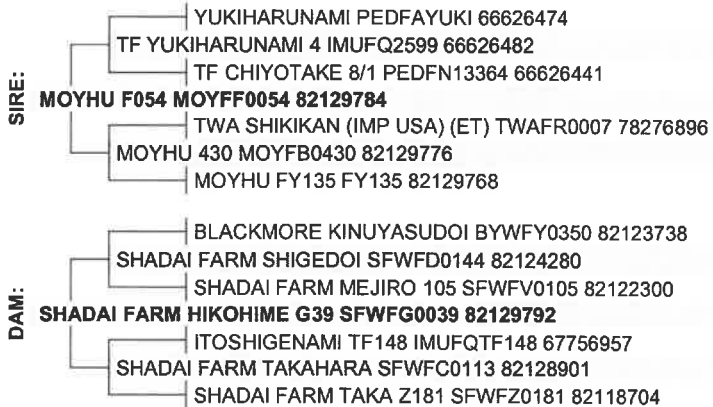 SIRE:
YUKIHARUNAMI PEDFAYUKI 66626474
TF YUKIHARUNAMI 4 IMUFQ2599 66626482
TF CHIYOTAKE 8/1 PEDFN13364 66626441
MOYHU F054 MOYFF0054 82129784
TWA SHIKIKAN (IMP USA) (ET) TWAFR0007 78276896
MOYHU 430 MOYFB0430 82129776
MOYHU FY135 FY135 82129768
DAM:
BLACKMORE KINUYASUDOI BYWFY0350 82123738
SHADAI FARM SHIGEDOI SFWFD0144 82124280
SHADAI FARM MEJIRO 105 SFWFV0105 82122300
SHADAI FARM HIKOHIME G39 SFWFG0039 82129792
ITOSHIGENAMI TF148 IMUFQTF148 67756957
SHADAI FARM TAKAHARA SFWFC0113 82128901
SHADAI FARM TAKA Z181 SFWFZ0181 82118704